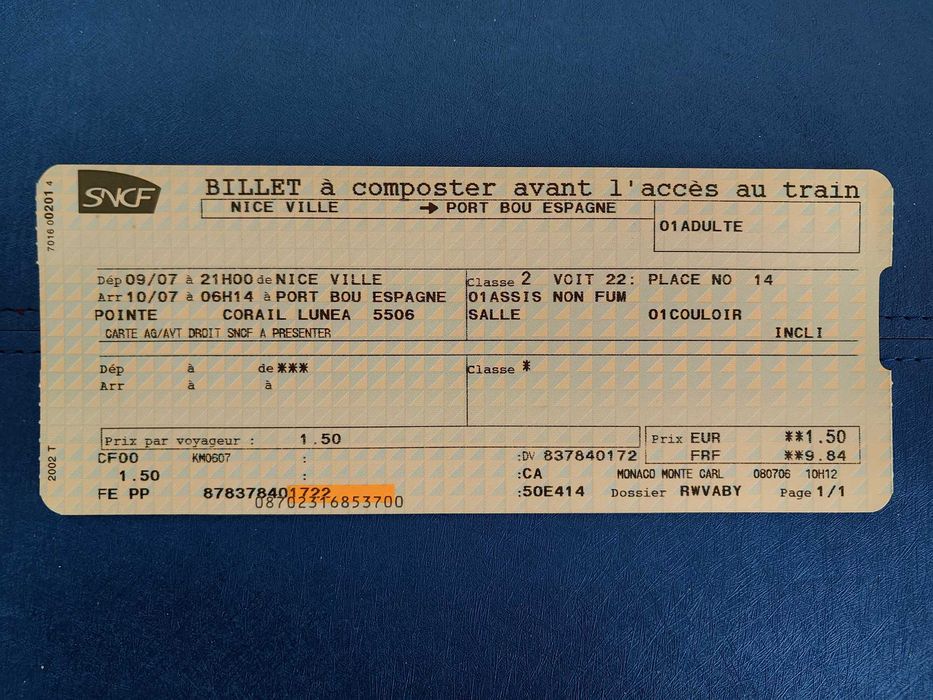 SNCF
BILLET à composter avant l'accès au train
NICE VILLE → PORT BOU ESPAGNE
01ADULTE
7016 002014
Dép 09/07 à 21H00 de NICE VILLE
Classe 2 VOIT 22: PLACE NO 14
Arr 10/07 à 06H14 à PORT BOU ESPAGNE
01ASSIS NON FUM
POINTE CORAIL LUNEA 5506
SALLE 01COULOIR
CARTE AG/AYT DROIT SNCF A PRESENTER
INCLI
Dép à de ***
Classe *
Arr à à
Prix par voyageur : 1.50
Prix EUR **1.50
FRF **9.84
CF00 KM0607 :
:DV 837840172
1.50 :
:CA MONACO MONTE CARL 080706 10H12
FE PP 878378401722
:50E414 Dossier RWVABY Page 1/1
08702316853700
2002 T